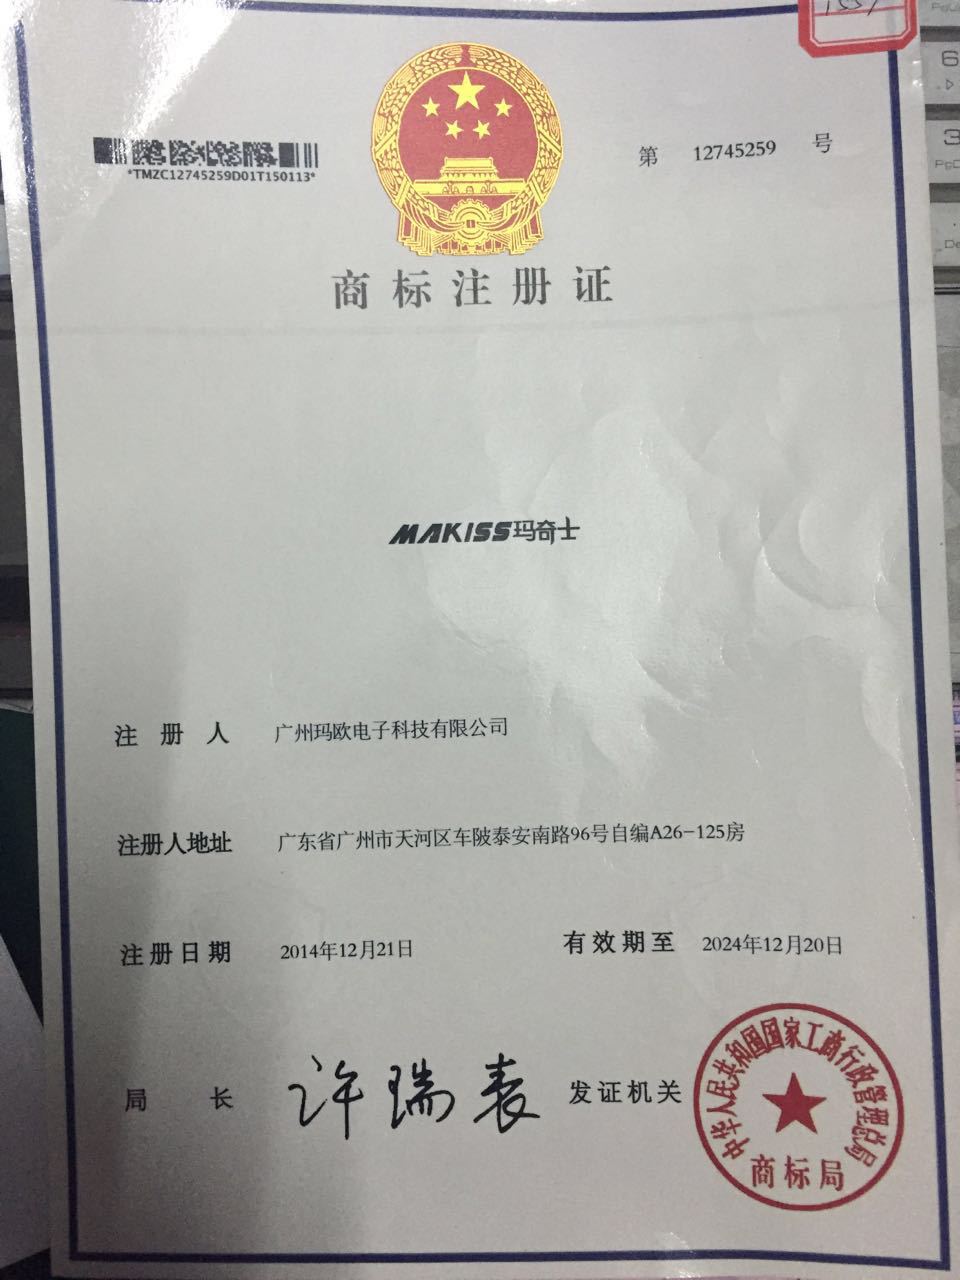 *TMZC12745259D01T150113*
第 12745259 号
商标注册证
MAKISS玛奇士
注册人 广州玛欧电子科技有限公司
注册人地址 广东省广州市天河区车陂泰安南路96号自编A26-125房
注册日期 2014年12月21日 有效期至 2024年12月20日
局长 许瑞表 发证机关
中华人民共和国国家工商行政管理总局
商标局